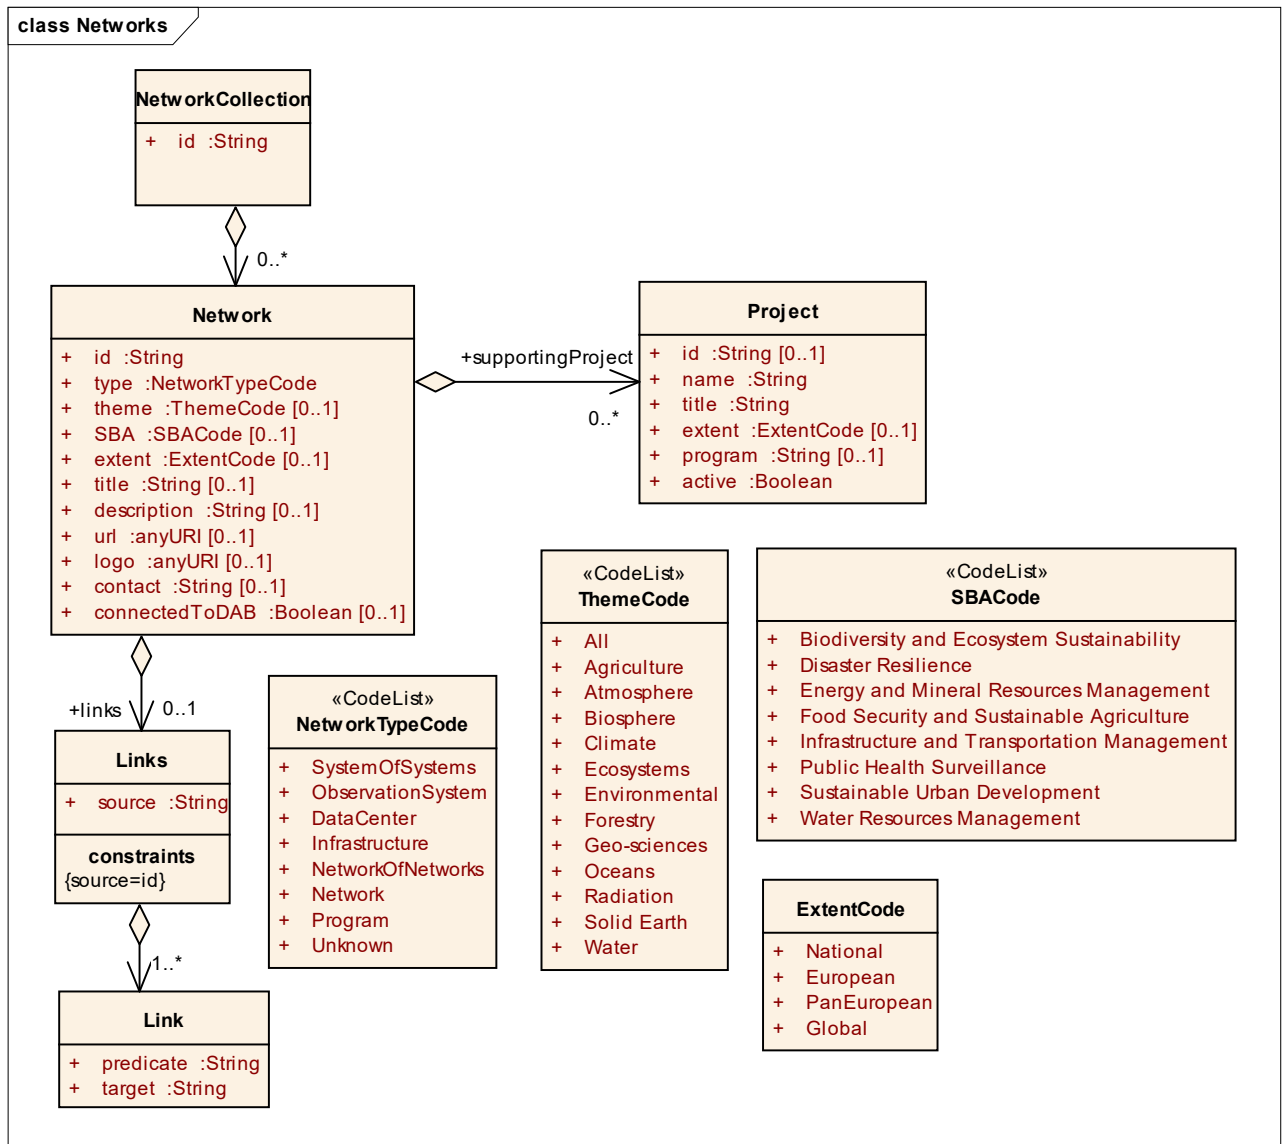 class Networks
NetworkCollection
+ id :String
0..*
Network
+ id :String
+ type :NetworkTypeCode
+ theme :ThemeCode [0..1]
+ SBA :SBACode [0..1]
+ extent :ExtentCode [0..1]
+ title :String [0..1]
+ description :String [0..1]
+ url :anyURI [0..1]
+ logo :anyURI [0..1]
+ contact :String [0..1]
+ connectedToDAB :Boolean [0..1]
+supportingProject
0..*
Project
+ id :String [0..1]
+ name :String
+ title :String
+ extent :ExtentCode [0..1]
+ program :String [0..1]
+ active :Boolean
+links 0..1
Links
+ source :String
constraints
{source=id}
1..*
Link
+ predicate :String
+ target :String
«CodeList»
NetworkTypeCode
+ SystemOfSystems
+ ObservationSystem
+ DataCenter
+ Infrastructure
+ NetworkOfNetworks
+ Network
+ Program
+ Unknown
«CodeList»
ThemeCode
+ All
+ Agriculture
+ Atmosphere
+ Biosphere
+ Climate
+ Ecosystems
+ Environmental
+ Forestry
+ Geo-sciences
+ Oceans
+ Radiation
+ Solid Earth
+ Water
«CodeList»
SBACode
+ Biodiversity and Ecosystem Sustainability
+ Disaster Resilience
+ Energy and Mineral Resources Management
+ Food Security and Sustainable Agriculture
+ Infrastructure and Transportation Management
+ Public Health Surveillance
+ Sustainable Urban Development
+ Water Resources Management
ExtentCode
+ National
+ European
+ PanEuropean
+ Global